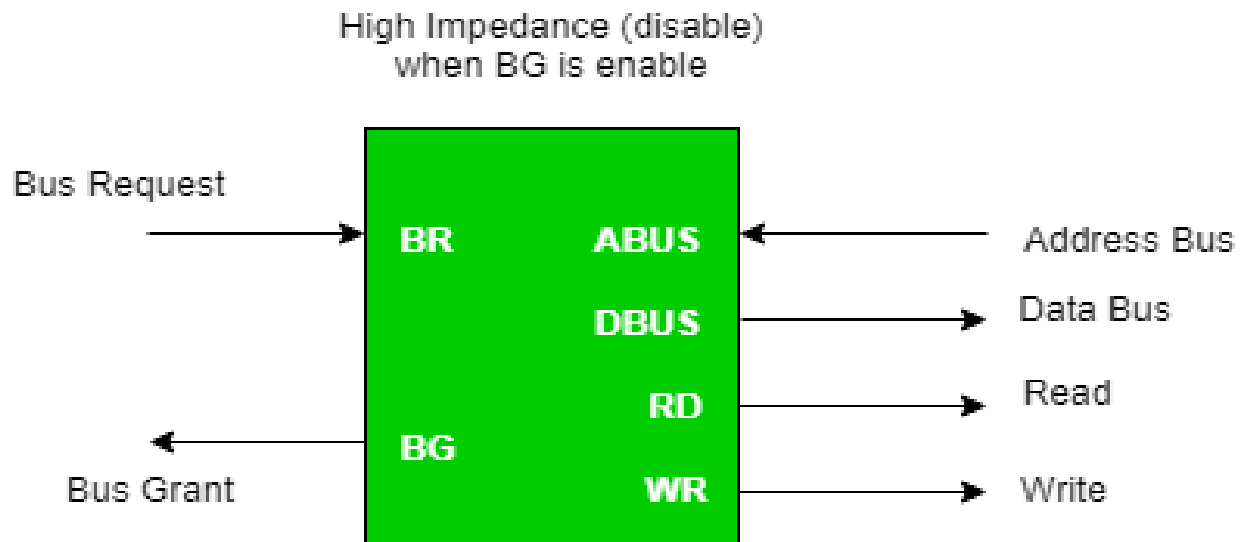 High Impedance (disable)
when BG is enable
Bus Request
BR
ABUS
Address Bus
DBUS
Data Bus
RD
Read
BG
Bus Grant
WR
Write